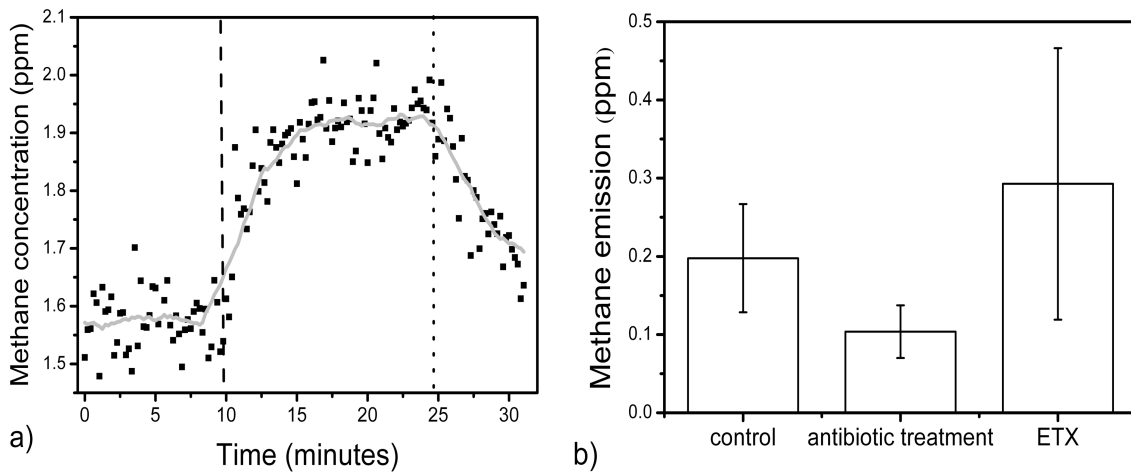 2.1
2.0
1.9
1.8
1.7
1.6
1.5
Methane concentration (ppm)
0 5 10 15 20 25 30
Time (minutes)
a)
0.5
0.4
0.3
0.2
0.1
0.0
Methane emission (ppm)
control antibiotic treatment ETX
b)